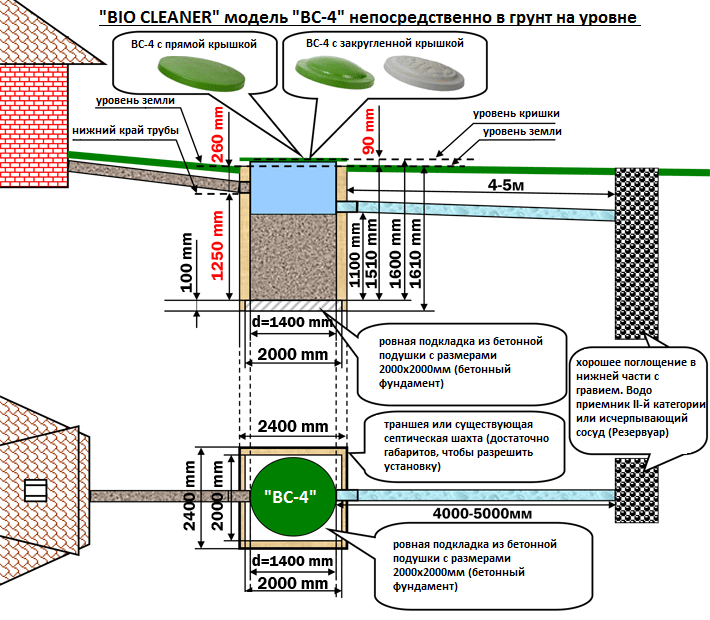 "BIO CLEANER" модель "BC-4" непосредственно в грунт на уровне
BC-4 с прямой крышкой
BC-4 с закругленной крышкой
уровень земли
нижний край трубы
260 mm
90 mm
уровень кришки
уровень земли
4-5м
100 mm
1250 mm
1100 mm
1510 mm
1600 mm
1610 mm
d=1400 mm
2000 mm
ровная подкладка из бетонной
подушки с размерами
2000х2000мм (бетонный
фундамент)
хорошее поглощение в
нижней части с
гравием. Водо
приемник II-й категории
или исчерпывающий
сосуд (Резервуар)
2400 mm
траншея или существующая
септическая шахта (достаточно
габаритов, чтобы разрешить
установку)
2400 mm
2000 mm
"BC-4"
4000-5000мм
d=1400 mm
2000 mm
ровная подкладка из бетонной
подушки с размерами
2000х2000мм (бетонный
фундамент)